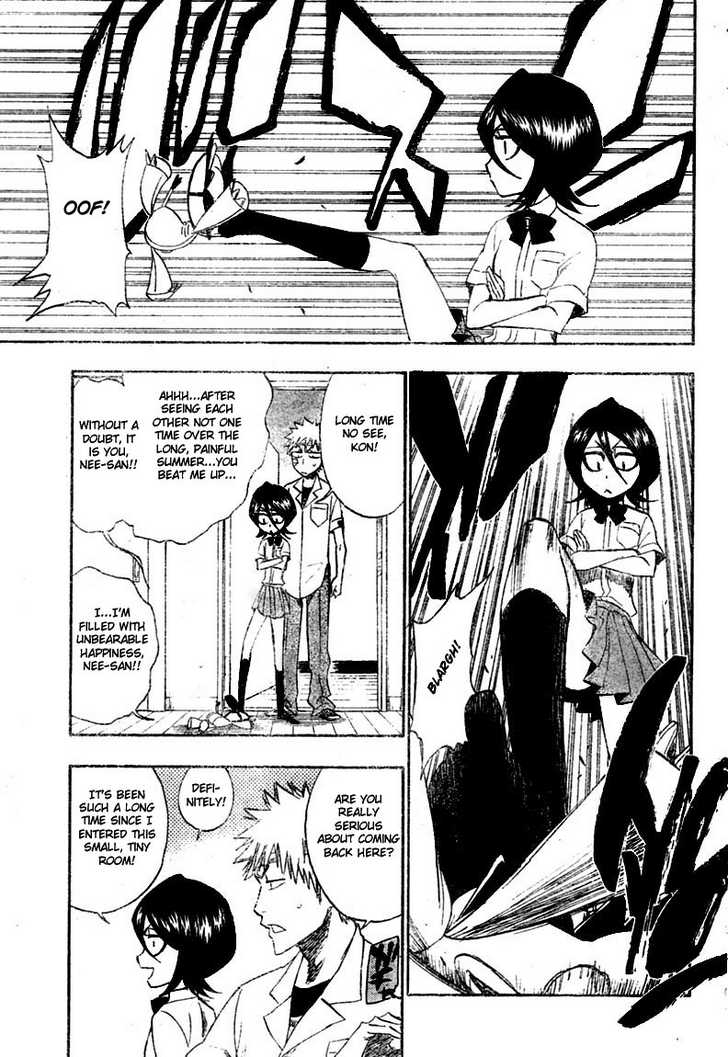 OOF!
BLARGH!
LONG TIME
NO SEE,
KON!
AHHH...AFTER
SEEING EACH
OTHER NOT ONE
TIME OVER THE
LONG, PAINFUL
SUMMER...YOU
BEAT ME UP...
WITHOUT A
DOUBT, IT
IS YOU,
NEE-SAN!!
I...I'M
FILLED WITH
UNBEARABLE
HAPPINESS,
NEE-SAN!!
ARE YOU
REALLY
SERIOUS
ABOUT COMING
BACK HERE?
DEFI-
NITELY!
IT'S BEEN
SUCH A LONG
TIME SINCE I
ENTERED THIS
SMALL, TINY
ROOM!